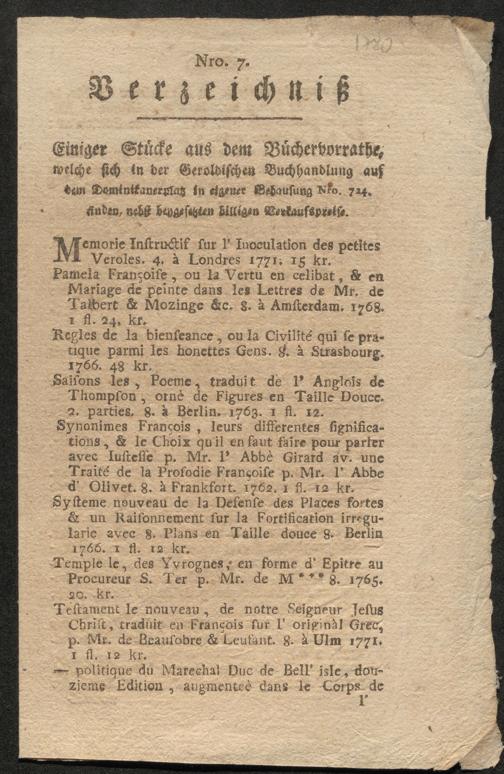 1780
Nro. 7.
Verzeichniß
Einiger Stücke aus dem Büchervorrathe,
welche sich in der Geroldischen Buchhandlung auf
dem Dominikanerplatz in eigener Behausung Nro. 724.
finden, nebst beygesetzten billigen Verkaufspreise.
Memorie Instructif sur l' Inoculation des petites
Veroles. 4. à Londres 1771. 15 kr.
Pamela Françoise, ou la Vertu en celibat, & en
Mariage de peinte dans les Lettres de Mr. de
Talbert & Mozinge &c. 8. à Amsterdam. 1768.
1 fl. 24. kr.
Regles de la bienseance, ou la Civilité qui se pra-
tique parmi les honettes Gens. 8. à Strasbourg.
1766. 48 kr.
Saisons les, Poeme, traduit de l' Anglois de
Thompson, orné de Figures en Taille Douce.
2. parties. 8. à Berlin. 1763. 1 fl. 12.
Synonimes François, leurs differentes significa-
tions, & le Choix qu il en faut faire pour parler
avec Iustesse p. Mr. l' Abbè Girard av. une
Traité de la Prosodie Françoise p. Mr. l' Abbe
d' Olivet. 8. à Frankfort. 1762. 1 fl. 12 kr.
Systeme nouveau de la Defense des Places fortes
& un Raisonnement sur la Fortification irregu-
larie avec 8. Plans en Taille douce 8. Berlin
1766. 1 fl. 12 kr.
Temple le, des Yvrognes, en forme d' Epitre au
Procureur S. Ter p. Mr. de M*** 8. 1765.
20. kr.
Testament le nouveau, de notre Seigneur Jesus
Christ, traduit en François sur l' originàl Grec,
p. Mr. de Beausobre & Leufant. 8. à Ulm 1771.
1 fl. 12 kr.
— politique du Marechal Duc de Bell' isle, dou-
zieme Edition, augmenteè dans le Corps de